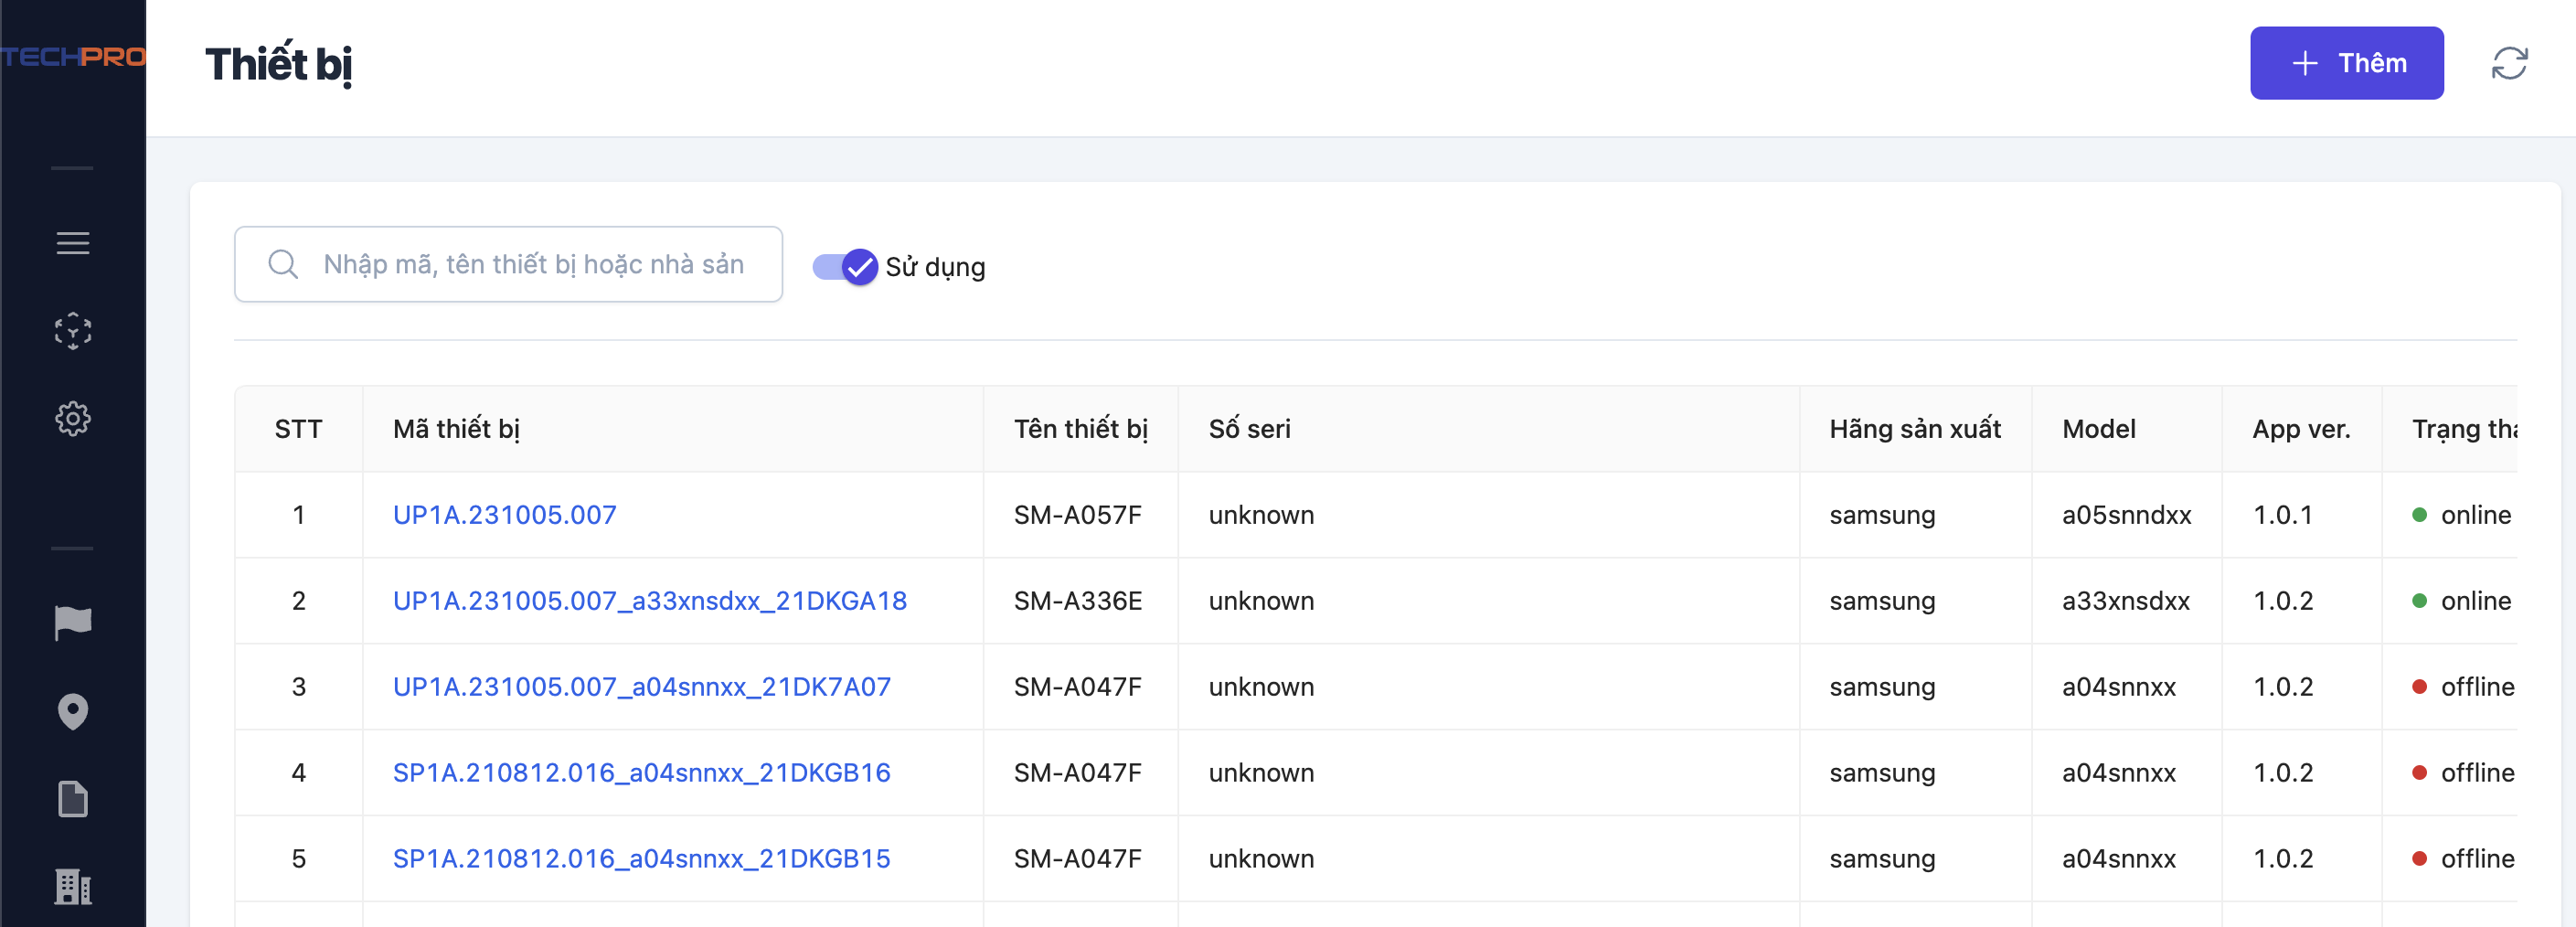 TECHPRO
Thiết bị
Thêm
Nhập mã, tên thiết bị hoặc nhà sản
Sử dụng
STT Mã thiết bị Tên thiết bị Số seri Hãng sản xuất Model App ver. Trạng
1 UP1A.231005.007 SM-A057F unknown samsung a05snndxx 1.0.1 online
2 UP1A.231005.007_a33xnsdxx_21DKGA18 SM-A336E unknown samsung a33xnsdxx 1.0.2 online
3 UP1A.231005.007_a04snnxx_21DK7A07 SM-A047F unknown samsung a04snnxx 1.0.2 offline
4 SP1A.210812.016_a04snnxx_21DKGB16 SM-A047F unknown samsung a04snnxx 1.0.2 offline
5 SP1A.210812.016_a04snnxx_21DKGB15 SM-A047F unknown samsung a04snnxx 1.0.2 offline